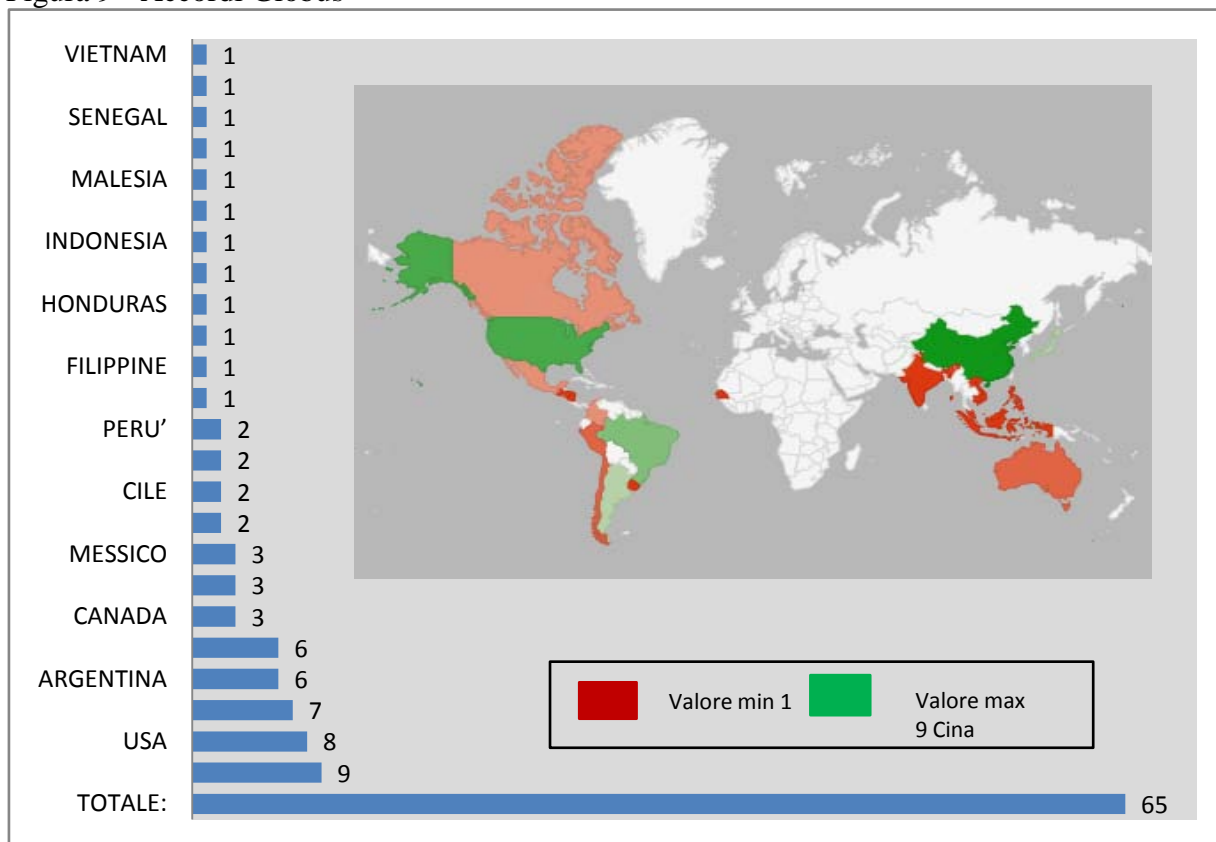 VIETNAM 1
1
SENEGAL 1
1
MALESIA 1
1
INDONESIA 1
1
HONDURAS 1
1
FILIPPINE 1
1
PERU’ 2
2
CILE 2
2
MESSICO 3
3
CANADA 3
6
ARGENTINA 6
7
USA 8
9
TOTALE: 65
Valore min 1
Valore max
9 Cina